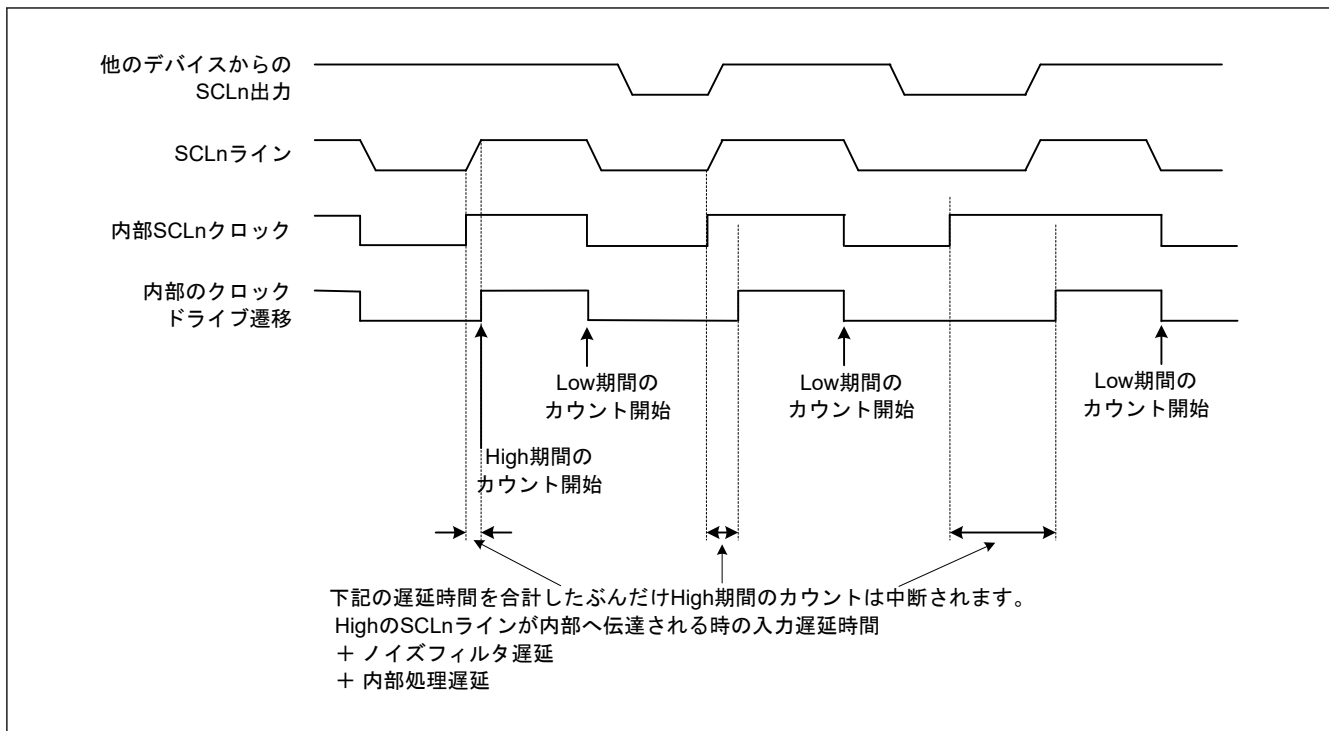 他のデバイスからの
SCLn出力
SCLnライン
内部SCLnクロック
内部のクロック
ドライブ遷移
Low期間の
カウント開始
Low期間の
カウント開始
Low期間の
カウント開始
High期間の
カウント開始
下記の遅延時間を合計したぶんだけHigh期間のカウントは中断されます。
HighのSCLnラインが内部へ伝達される時の入力遅延時間
＋ ノイズフィルタ遅延
＋ 内部処理遅延